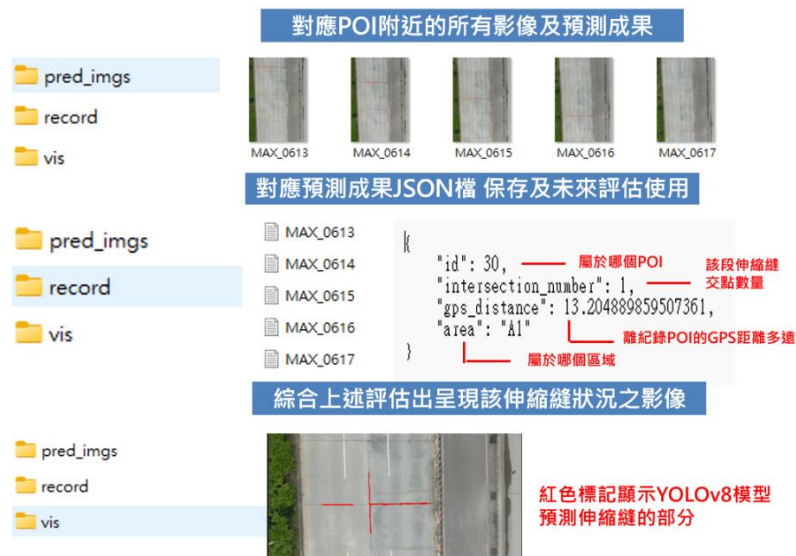 對應POI附近的所有影像及預測成果
pred_imgs
record
vis
MAX_0613
MAX_0614
MAX_0615
MAX_0616
MAX_0617
對應預測成果JSON檔 保存及未來評估使用
pred_imgs
record
vis
MAX_0613
MAX_0614
MAX_0615
MAX_0616
MAX_0617
{
"id": 30,
屬於哪個POI
"intersection_number": 1,
該段伸縮縫
交點數量
"gps_distance": 13.204889859507361,
離紀錄POI的GPS距離多遠
"area": "A1"
屬於哪個區域
}
綜合上述評估出呈現該伸縮縫狀況之影像
pred_imgs
record
vis
紅色標記顯示YOLOv8模型
預測伸縮縫的部分